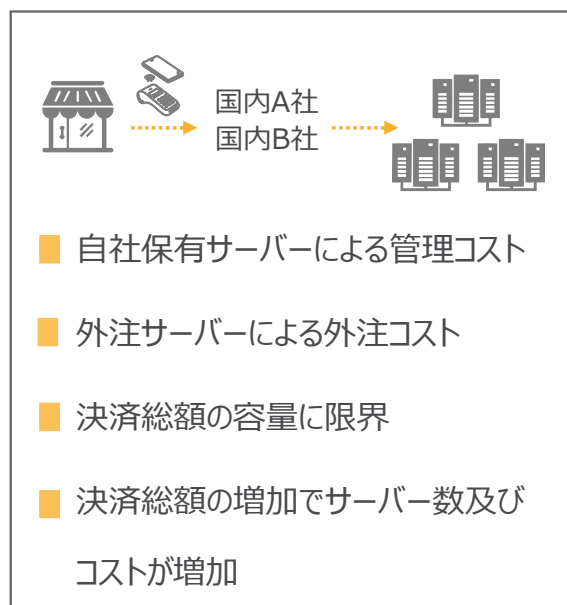 国内A社
国内B社
自社保有サーバーによる管理コスト
外注サーバーによる外注コスト
決済総額の容量に限界
決済総額の増加でサーバー数及び
コストが増加